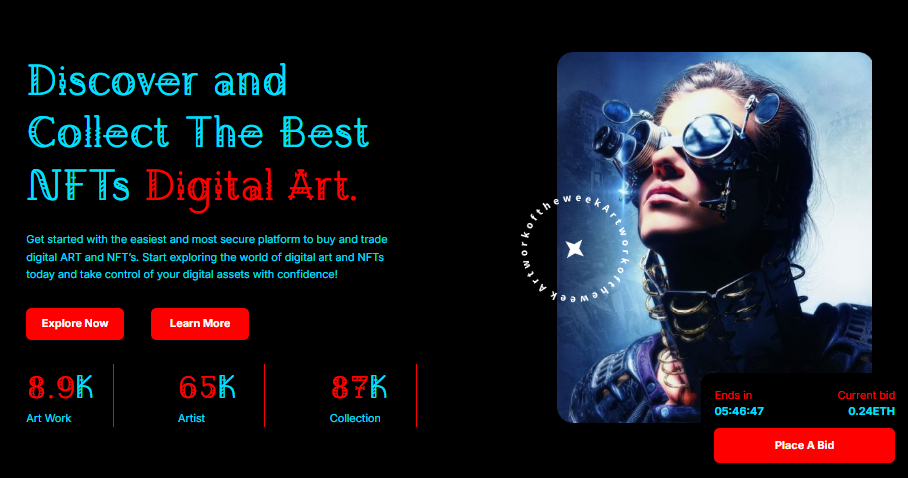 Discover and
Collect The Best
NFTs Digital Art.
Get started with the easiest and most secure platform to buy and trade
digital ART and NFT's. Start exploring the world of digital art and NFTs
today and take control of your digital assets with confidence!
Explore Now
Learn More
8.9K
Art Work
65K
Artist
87K
Collection
ArtworkoftheweekArtworkoftheweek
Ends in
Current bid
05:46:47
0.24ETH
Place A Bid